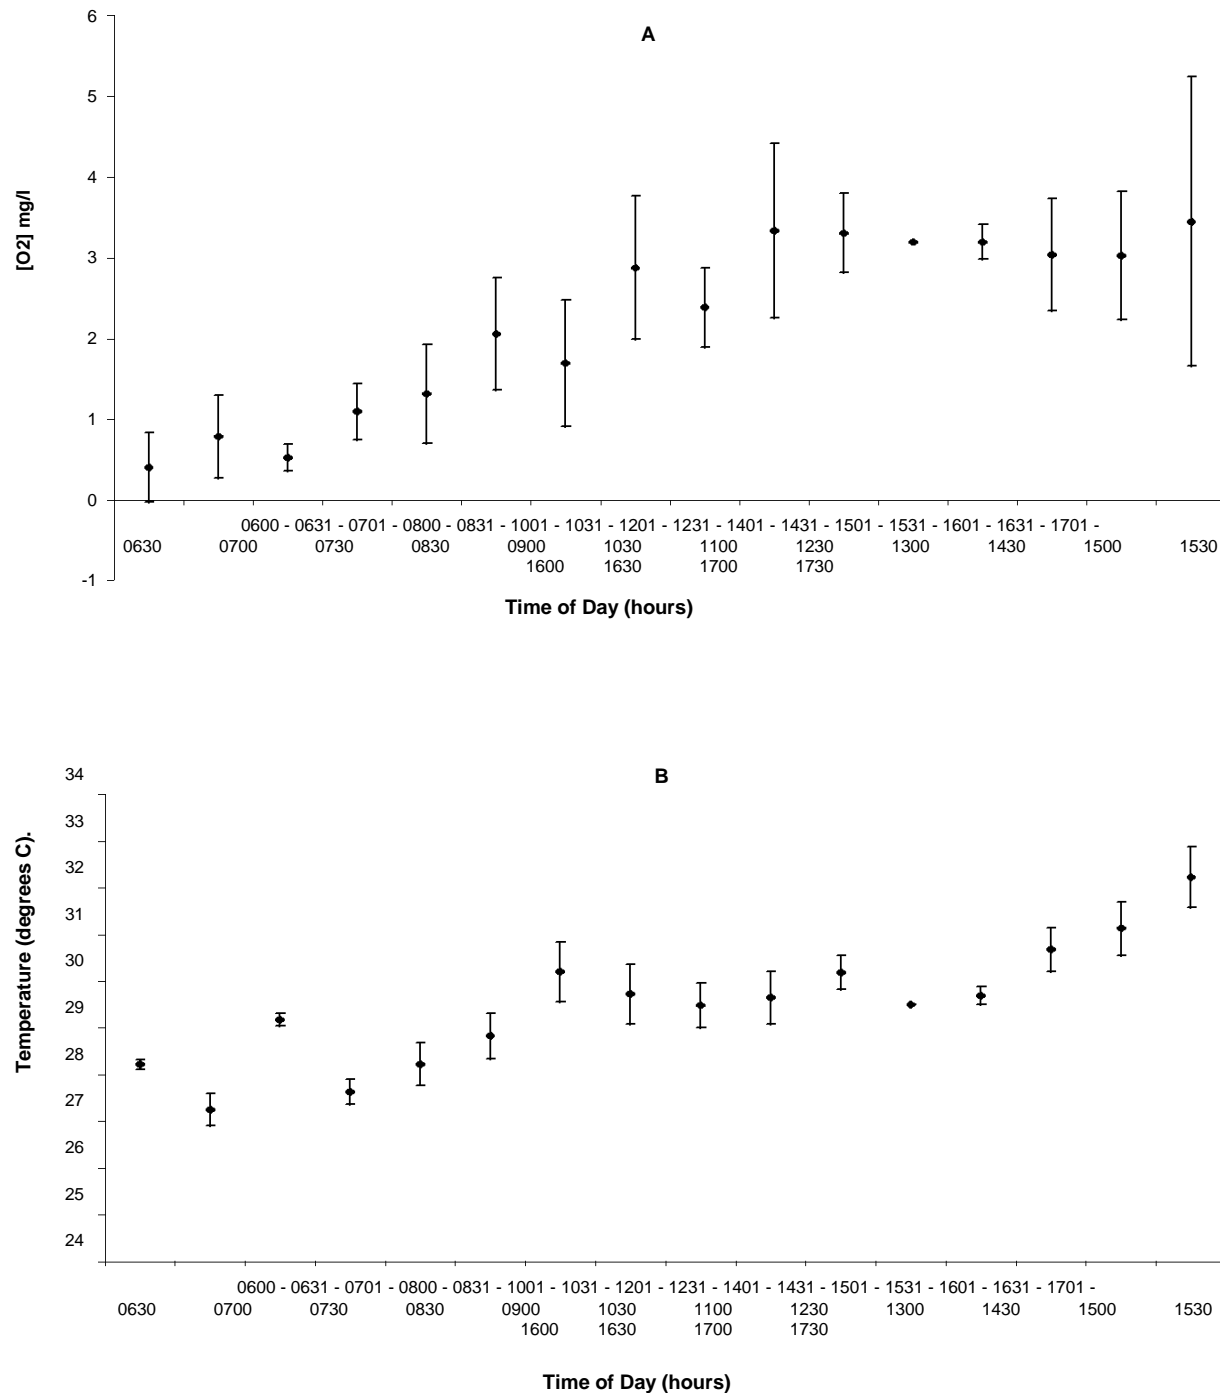 A
6
5
4
3
2
1
0
-1
[O2] mg/l
0600 - 0631 - 0701 - 0800 - 0831 - 1001 - 1031 - 1201 - 1231 - 1401 - 1431 - 1501 - 1531 - 1601 - 1631 - 1701 -
0630 0700 0730 0830 0900 1030 1100 1230 1300 1430 1500 1530
1600 1630 1700 1730
Time of Day (hours)
B
34
33
32
31
30
29
28
27
26
25
24
Temperature (degrees C).
0600 - 0631 - 0701 - 0800 - 0831 - 1001 - 1031 - 1201 - 1231 - 1401 - 1431 - 1501 - 1531 - 1601 - 1631 - 1701 -
0630 0700 0730 0830 0900 1030 1100 1230 1300 1430 1500 1530
1600 1630 1700 1730
Time of Day (hours)